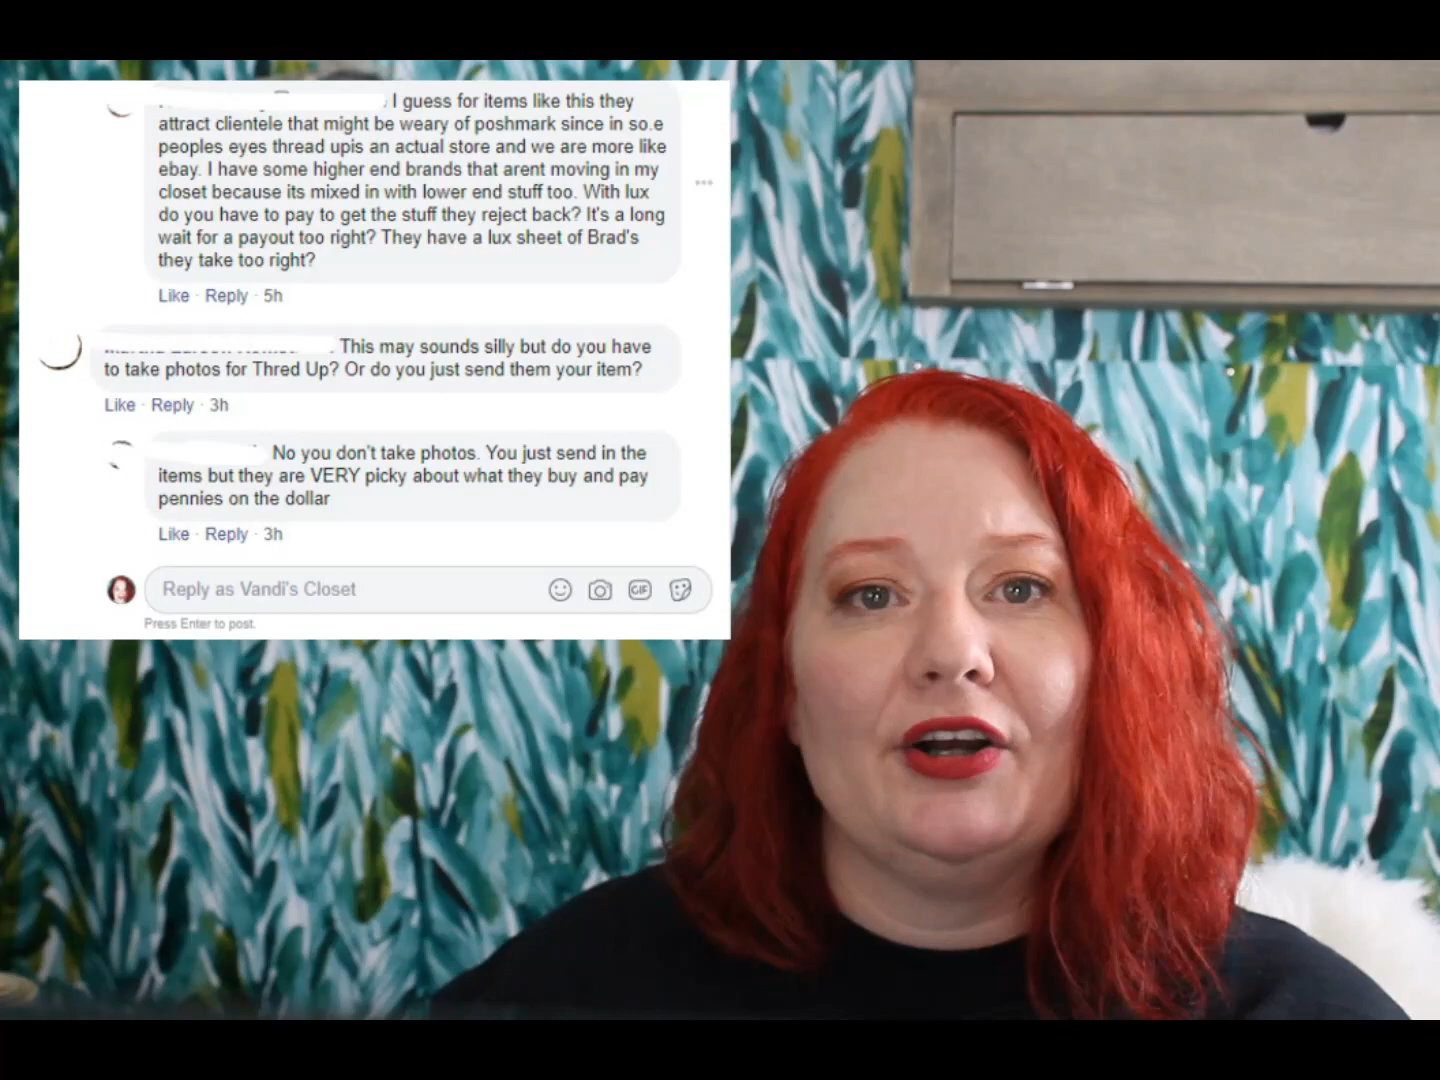 I guess for items like this they
attract clientele that might be weary of poshmark since in so.e
peoples eyes thread upis an actual store and we are more like
ebay. I have some higher end brands that arent moving in my
closet because its mixed in with lower end stuff too. With lux
do you have to pay to get the stuff they reject back? It's a long
wait for a payout too right? They have a lux sheet of Brad's
they take too right?
Like · Reply · 5h
This may sounds silly but do you have
to take photos for Thred Up? Or do you just send them your item?
Like · Reply · 3h
No you don't take photos. You just send in the
items but they are VERY picky about what they buy and pay
pennies on the dollar
Like · Reply · 3h
Reply as Vandi's Closet
GIF
Press Enter to post.